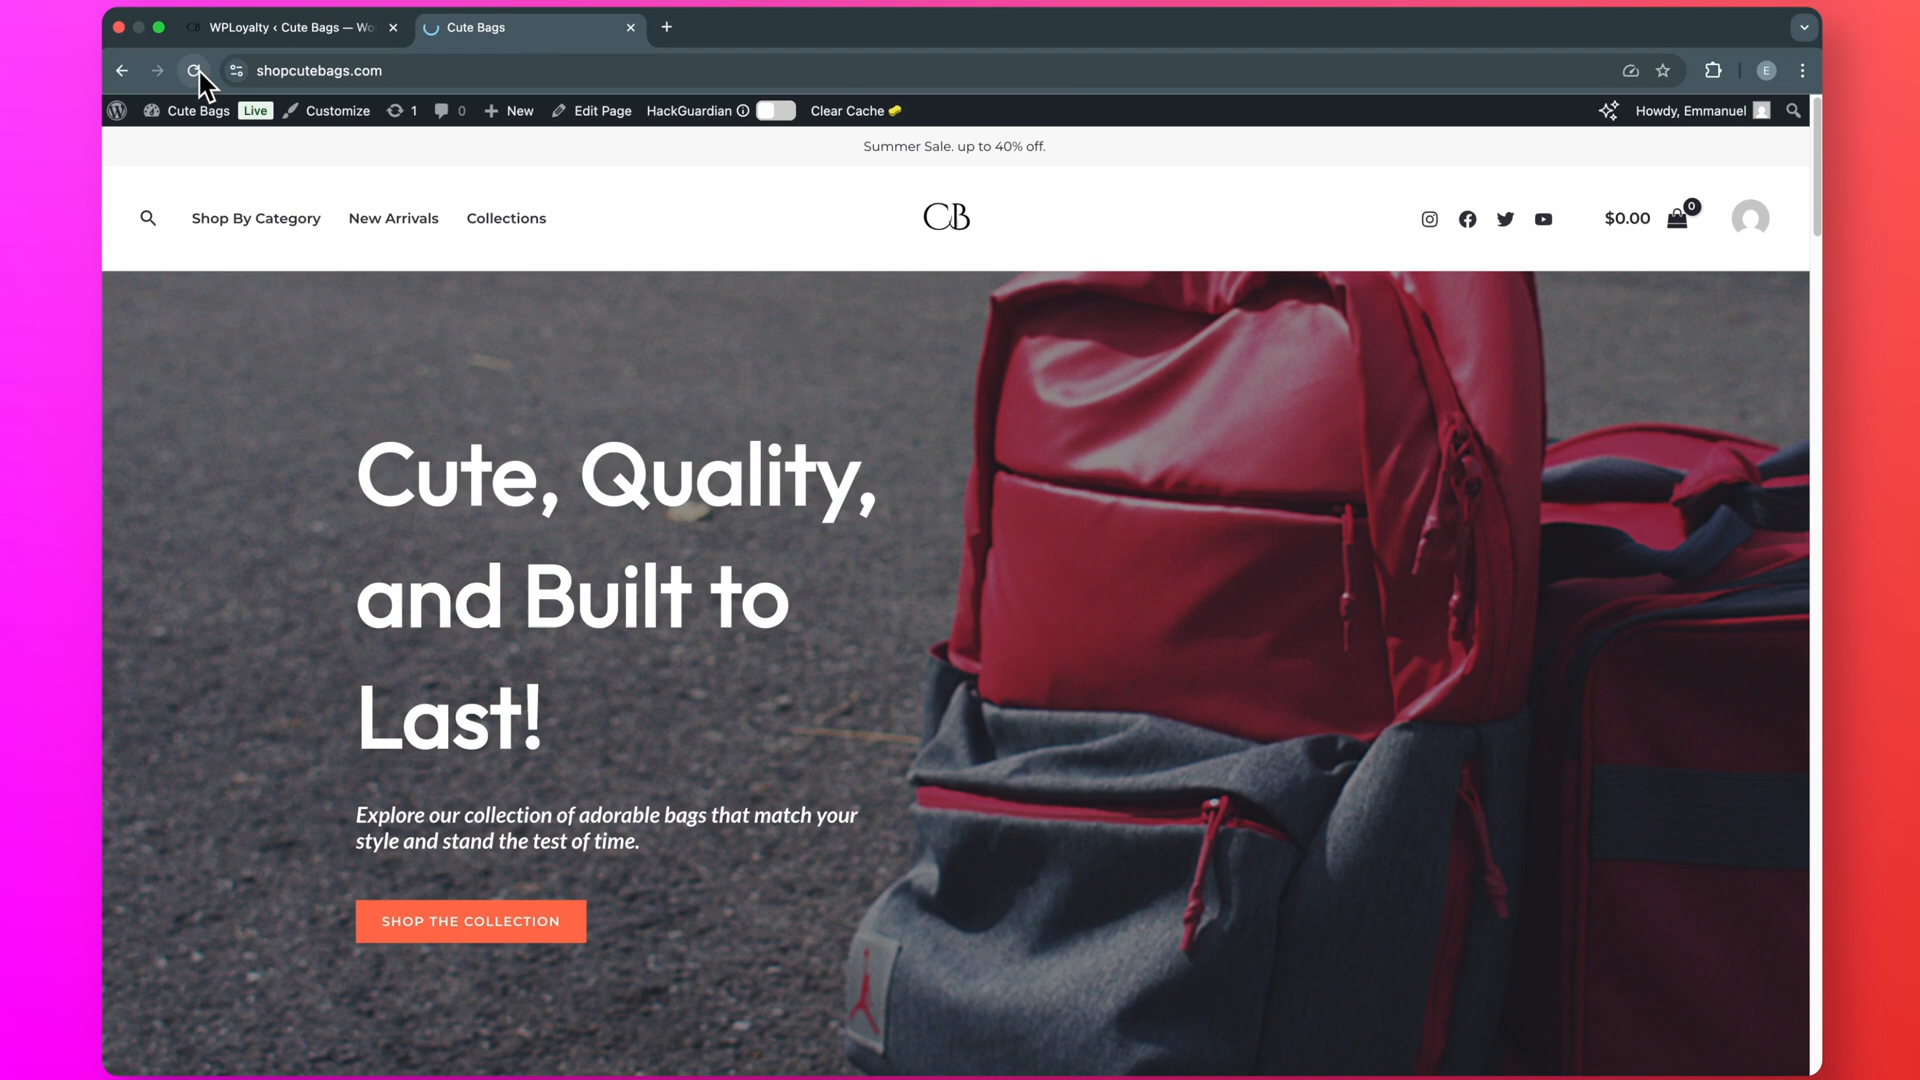 WPLoyalty ‹ Cute Bags — Wo
Cute Bags
shopcutebags.com
E
Cute Bags Live Customize 1 0 New Edit Page HackGuardian Clear Cache Howdy, Emmanuel
Summer Sale. up to 40% off.
Shop By Category New Arrivals Collections CB $0.00 0
Cute, Quality,
and Built to
Last!
Explore our collection of adorable bags that match your
style and stand the test of time.
SHOP THE COLLECTION